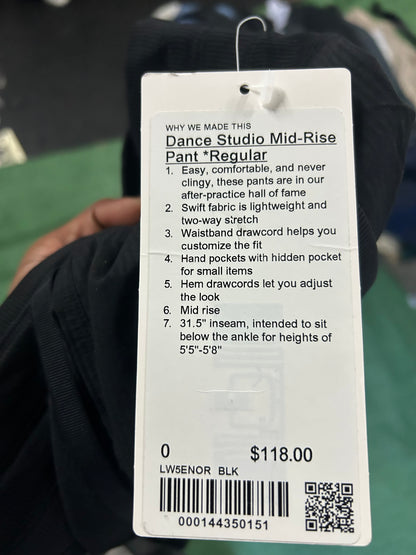 WHY WE MADE THIS
Dance Studio Mid-Rise
Pant *Regular
1. Easy, comfortable, and never
clingy, these pants are in our
after-practice hall of fame
2. Swift fabric is lightweight and
two-way stretch
3. Waistband drawcord helps you
customize the fit
4. Hand pockets with hidden pocket
for small items
5. Hem drawcords let you adjust
the look
6. Mid rise
7. 31.5" inseam, intended to sit
below the ankle for heights of
5'5"-5'8"
0 $118.00
LW5ENOR BLK
000144350151